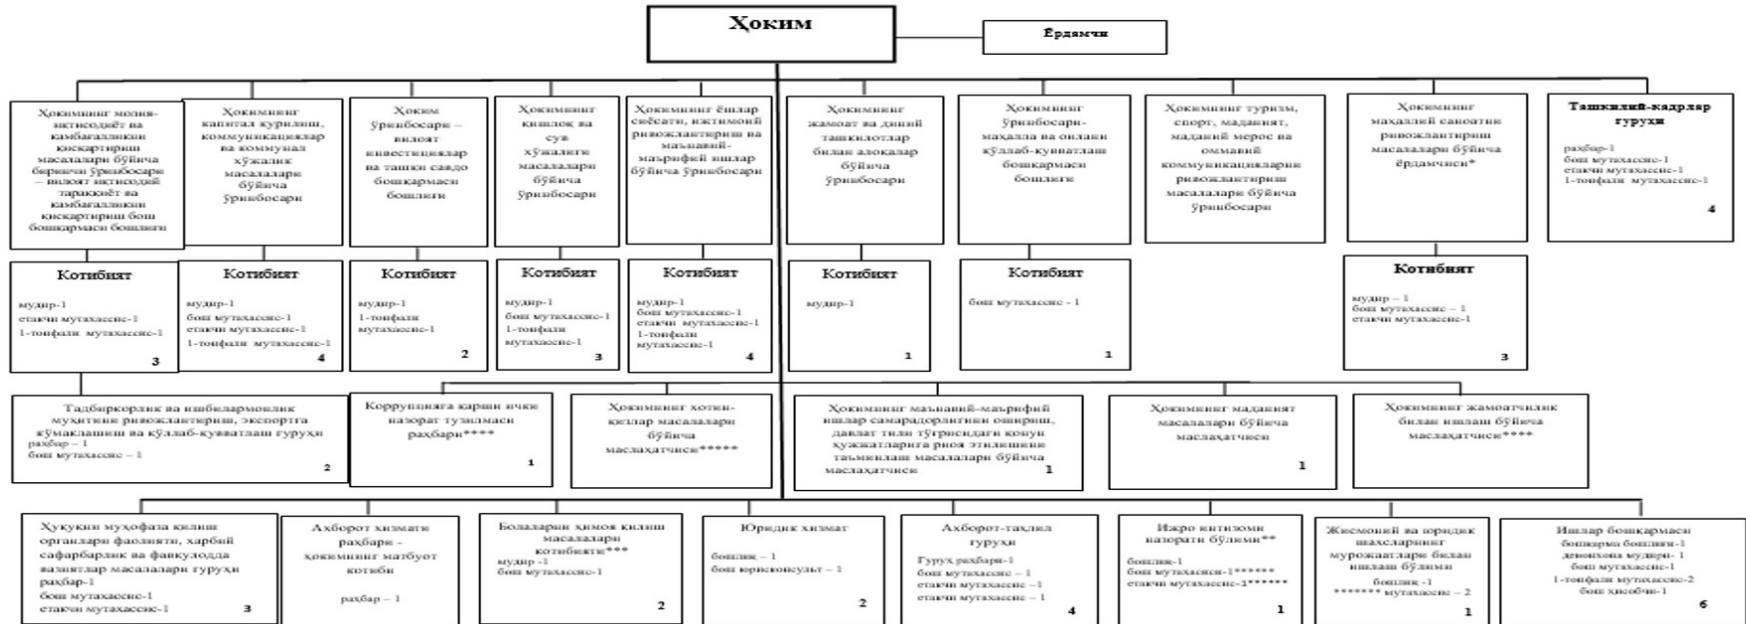 Ҳоким
Ёрдамчи
Ҳокимнинг молия-
иқтисодиёт ва
камбағалликни
қисқартириш
масалалари бўйича
биринчи ўринбосари
– вилоят иқтисодий
тараққиёт ва
камбағалликни
қисқартириш бош
бошқармаси бошлиғи
Ҳокимнинг
капитал қурилиш,
коммуникациялар
ва коммунал
хўжалик
масалалари
бўйича
ўринбосари
Ҳоким
ўринбосари –
вилоят
инвестициялар
ва ташқи савдо
бошқармаси
бошлиғи
Ҳокимнинг
қишлоқ ва
сув
хўжалиги
масалалари
бўйича
ўринбосари
Ҳокимнинг ёшлар
сиёсати, ижтимоий
ривожлантириш ва
маънавий-
маърифий ишлар
бўйича ўринбосари
Ҳокимнинг
жамоат ва диний
ташкилотлар
билан алоқалар
бўйича
ўринбосари
Ҳокимнинг
ўринбосари-
маҳалла ва оилани
қўллаб-қувватлаш
бошқармаси
бошлиғи
Ҳокимнинг туризм,
спорт, маданият,
маданий мерос ва
оммавий
коммуникацияларни
ривожлантириш
масалалари бўйича
ўринбосари
Ҳокимнинг
маҳаллий саноатни
ривожлантириш
масалалари бўйича
ёрдамчиси*
Ташкилий-кадрлар
гуруҳи
раҳбар-1
бош мутахассис-1
етакчи мутахассис-1
1-тоифали мутахассис-1
4
Котибият
мудир-1
етакчи мутахассис-1
1-тоифали мутахассис-1
3
Котибият
мудир-1
бош мутахассис-1
етакчи мутахассис-1
1-тоифали мутахассис-1
4
Котибият
мудир-1
1-тоифали
мутахассис-1
2
Котибият
мудир-1
бош мутахассис-1
1-тоифали
мутахассис-1
3
Котибият
мудир-1
бош мутахассис-1
етакчи мутахассис-1
1-тоифали
мутахассис-1
4
Котибият
мудир-1
1
Котибият
бош мутахассис - 1
1
Котибият
мудир – 1
бош мутахассис – 1
етакчи мутахассис-1
3
Тадбиркорлик ва ишбилармонлик
муҳитини ривожлантириш, экспортга
кўмаклашиш ва қўллаб-қувватлаш гуруҳи
раҳбар – 1
бош мутахассис – 1
2
Коррупцияга қарши ички
назорат тузилмаси
раҳбари****
1
Ҳокимнинг хотин-
қизлар масалалари
бўйича
маслаҳатчиси*****
Ҳокимнинг маънавий-маърифий
ишлар самарадорлигини ошириш,
давлат тили тўғрисидаги қонун
ҳужжатларига риоя этилишини
таъминлаш масалалари бўйича
маслаҳатчиси
1
Ҳокимнинг маданият
масалалари бўйича
маслаҳатчиси
1
Ҳокимнинг жамоатчилик
билан ишлаш бўйича
маслаҳатчиси****
Ҳуқуқни муҳофаза қилиш
органлари фаолияти, харбий
сафарбарлик ва фавқулодда
вазиятлар масалалари гуруҳи
раҳбар-1
бош мутахассис-1
етакчи мутахассис-1
3
Ахборот хизмати
раҳбари -
ҳокимнинг матбуот
котиби
раҳбар – 1
Болаларни ҳимоя қилиш
масалалари
котибияти***
мудир -1
бош мутахассис-1
2
Юридик хизмат
бошлиқ – 1
бош юрисконсульт – 1
2
Ахборот-таҳлил
гуруҳи
Гуруҳ раҳбари-1
бош мутахассис – 1
етакчи мутахассис –1
етакчи мутахассис – 1
4
Ижро интизоми
назорати бўлими**
бошлиқ-1
бош мутахассис-1******
етакчи мутахассис-1******
1
Жисмоний ва юридик
шахсларнинг
мурожаатлари билан
ишлаш бўлими
бошлиқ -1
******* мутахассис – 2
1
Ишлар бошқармаси
бошқарма бошлиғи-1
девонхона мудири- 1
бош мутахассис-1
1-тоифали мутахассис-2
бош ҳисобчи-1
6